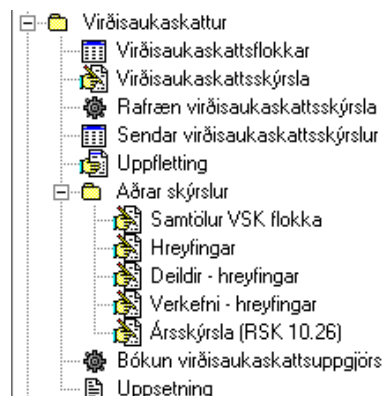 Virðisaukaskattur
Virðisaukaskattsflokkar
Virðisaukaskattsskýrsla
Rafræn virðisaukaskattsskýrsla
Sendar virðisaukaskattsskýrslur
Uppfletting
Aðrar skýrslur
Samtölur VSK flokka
Hreyfingar
Deildir - hreyfingar
Verkefni - hreyfingar
Ársskýrsla (RSK 10.26)
Bókun virðisaukaskattsuppgjörs
Uppsetning